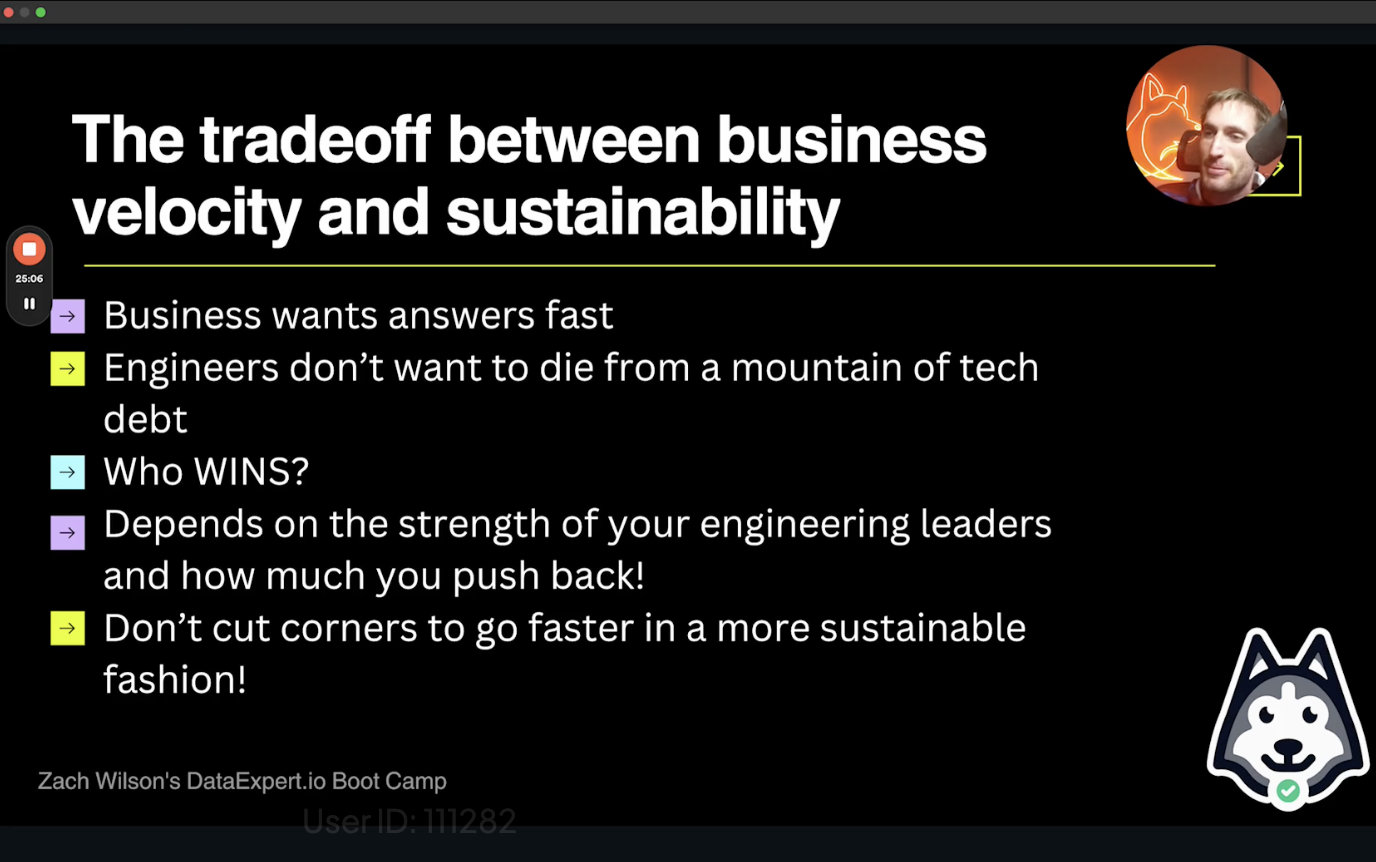 The tradeoff between business
velocity and sustainability
25:06
Business wants answers fast
Engineers don’t want to die from a mountain of tech
debt
Who WINS?
Depends on the strength of your engineering leaders
and how much you push back!
Don’t cut corners to go faster in a more sustainable
fashion!
Zach Wilson's DataExpert.io Boot Camp
User ID: 111282